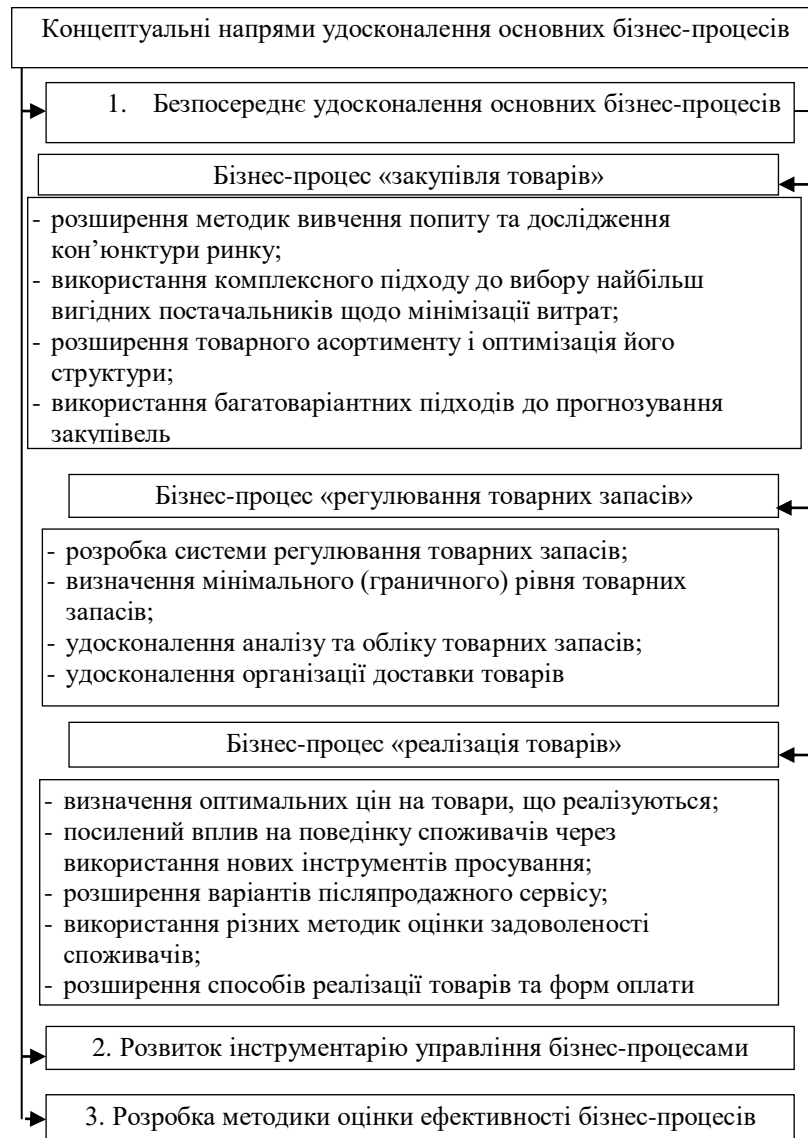 Концептуальні напрями удосконалення основних бізнес-процесів
1. Безпосереднє удосконалення основних бізнес-процесів
Бізнес-процес «закупівля товарів»
- розширення методик вивчення попиту та дослідження
кон’юнктури ринку;
- використання комплексного підходу до вибору найбільш
вигідних постачальників щодо мінімізації витрат;
- розширення товарного асортименту і оптимізація його
структури;
- використання багатоваріантних підходів до прогнозування
закупівель
Бізнес-процес «регулювання товарних запасів»
- розробка системи регулювання товарних запасів;
- визначення мінімального (граничного) рівня товарних
запасів;
- удосконалення аналізу та обліку товарних запасів;
- удосконалення організації доставки товарів
Бізнес-процес «реалізація товарів»
- визначення оптимальних цін на товари, що реалізуються;
- посилений вплив на поведінку споживачів через
використання нових інструментів просування;
- розширення варіантів післяпродажного сервісу;
- використання різних методик оцінки задоволеності
споживачів;
- розширення способів реалізації товарів та форм оплати
2. Розвиток інструментарію управління бізнес-процесами
3. Розробка методики оцінки ефективності бізнес-процесів